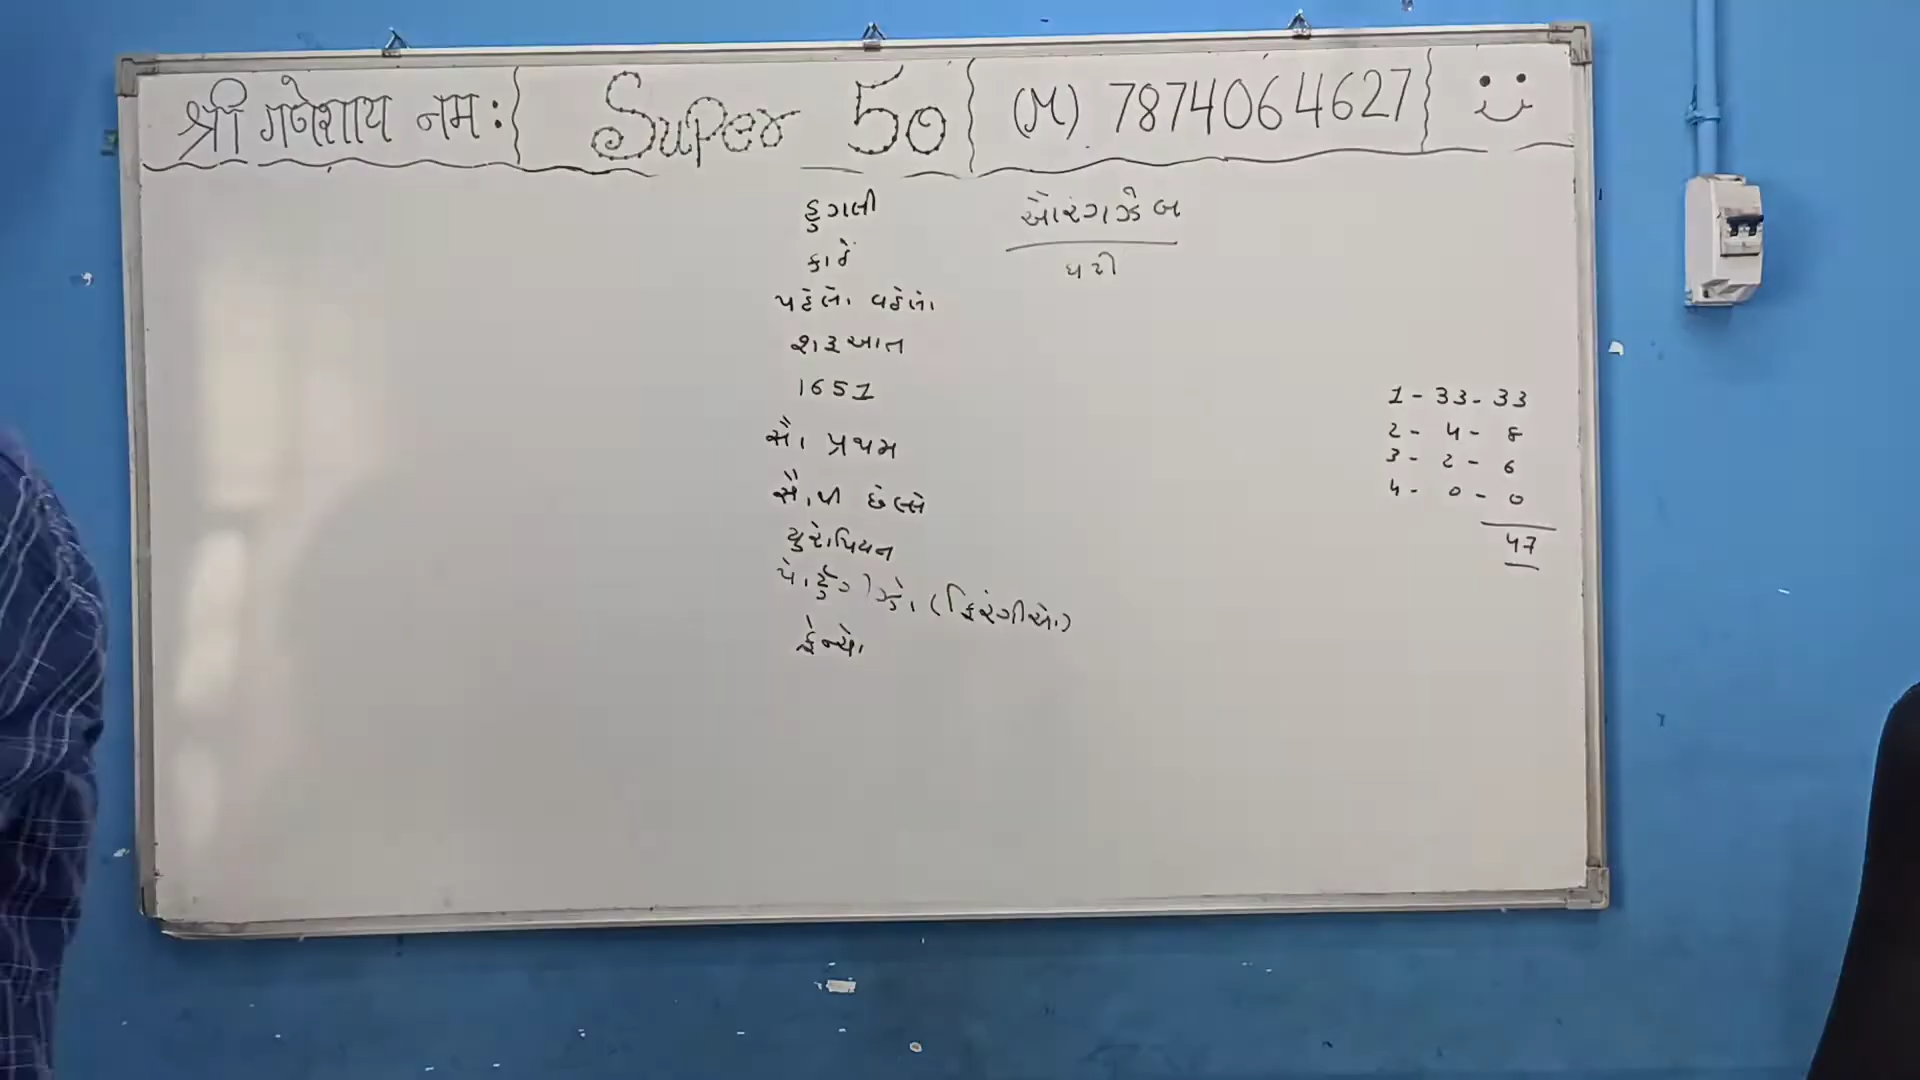 श्री गणेशाय नमः Super 50 (M) 7874064627
હુગલી
કાંઠે
પહેલો વહેલો
શરૂઆત
1651
સૌ પ્રથમ
સૌથી છેલ્લે
યુરોપિયન
પોર્ટુગીઝો (ફિરંગીઓ)
ફ્રેન્ચો
ઔરંગઝેબ
1 - 33 - 33
2 - 4 - 8
3 - 2 - 6
4 - 0 - 0
47